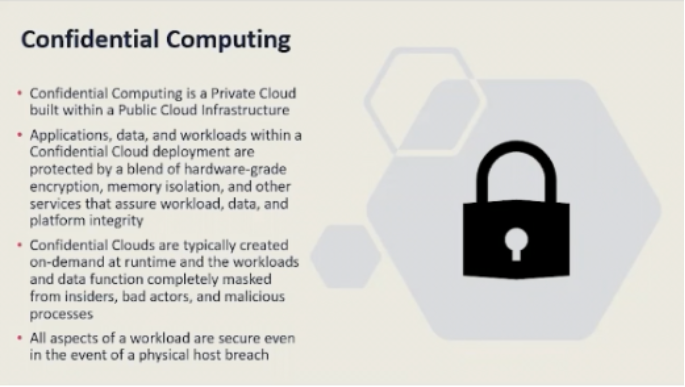 Confidential Computing
• Confidential Computing is a Private Cloud
built within a Public Cloud Infrastructure
• Applications, data, and workloads within a
Confidential Cloud deployment are
protected by a blend of hardware-grade
encryption, memory isolation, and other
services that assure workload, data, and
platform integrity
• Confidential Clouds are typically created
on-demand at runtime and the workloads
and data function completely masked
from insiders, bad actors, and malicious
processes
• All aspects of a workload are secure even
in the event of a physical host breach